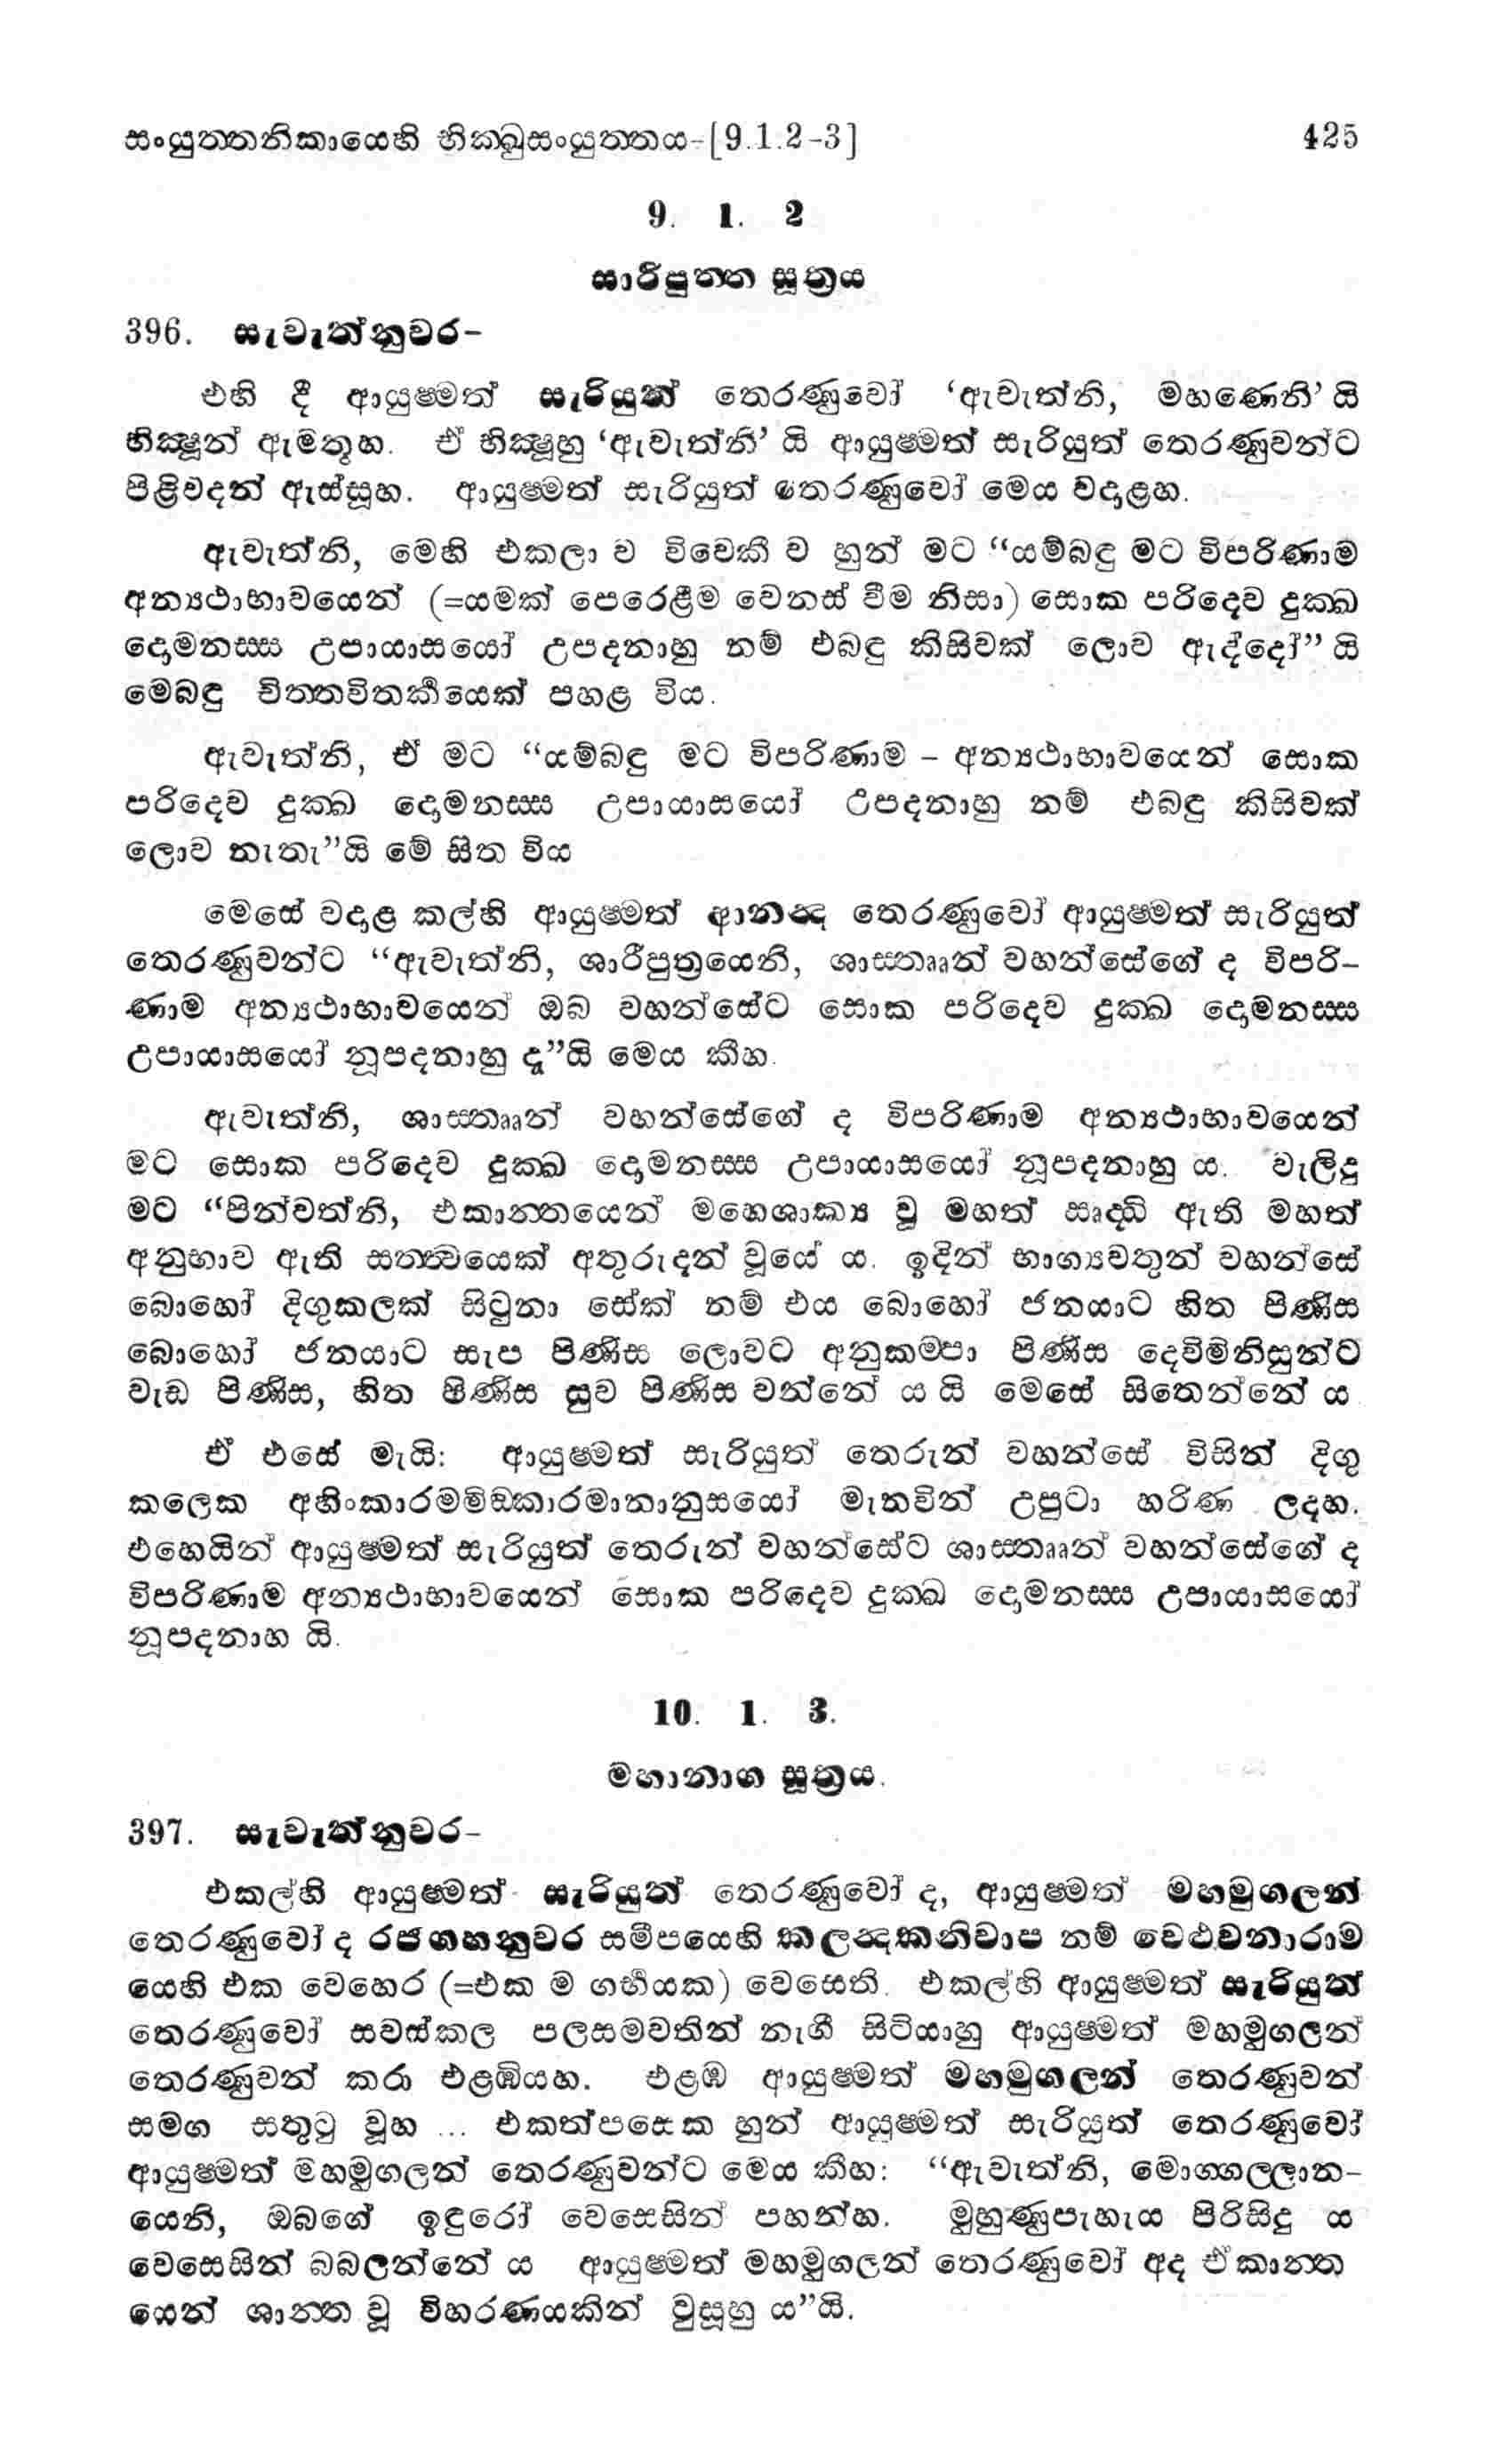 සංයුත්තනිකායෙහි භික්ඛුසංයුත්තය-[9.1.2-3] 425
9. 1. 2
සාරිපුත්ත සූත්‍රය
396. සැවැත්නුවර-
එහි දී ආයුෂ්මත් සැරියුත් තෙරණුවෝ ‘ඇවැත්නි, මහණෙනි’ යි
භික්‍ෂූන් ඇමතූහ. ඒ භික්‍ෂූහු ‘ඇවැත්නි’ යි ආයුෂ්මත් සැරියුත් තෙරණුවන්ට
පිළිවදන් ඇස්සූහ. ආයුෂ්මත් සැරියුත් තෙරණුවෝ මෙය වදාළහ.
ඇවැත්නි, මෙහි එකලා ව විවෙකී ව හුන් මට “යම්බඳු මට විපරිණාම
අන්‍යථාභාවයෙන් (=යමක් පෙරෙළීම වෙනස් වීම නිසා) සොක පරිදෙව දුක්ඛ
දොමනස්ස උපායාසයෝ උපදනාහු නම් එබඳු කිසිවක් ලොව ඇද්දෝ” යි
මෙබඳු චිත්තවිතර්කයෙක් පහළ විය.
ඇවැත්නි, ඒ මට “යම්බඳු මට විපරිණාම – අන්‍යථාභාවයෙන් සොක
පරිදෙව දුක්ඛ දොමනස්ස උපායාසයෝ උපදනාහු නම් එබඳු කිසිවක්
ලොව නැතැ”යි මේ සිත විය
මෙසේ වදාළ කල්හි ආයුෂ්මත් ආනන්‍ද තෙරණුවෝ ආයුෂ්මත් සැරියුත්
තෙරණුවන්ට “ඇවැත්නි, ශාරීපුත්‍රයෙනි, ශාස්තෲන් වහන්සේගේ ද විපරි-
ණාම අන්‍යථාභාවයෙන් ඔබ වහන්සේට සොක පරිදෙව දුක්ඛ දොමනස්ස
උපායාසයෝ නූපදනාහු දැ”යි මෙය කීහ.
ඇවැත්නි, ශාස්තෲන් වහන්සේගේ ද විපරිණාම අන්‍යථාභාවයෙන්
මට සොක පරිදෙව දුක්ඛ දොමනස්ස උපායාසයෝ නූපදනාහු ය. වැලිදු
මට “පින්වත්නි, එකාන්තයෙන් මහෙශාක්‍ය වූ මහත් සෘද්ධි ඇති මහත්
අනුභාව ඇති සත්ත්‍වයෙක් අතුරුදන් වූයේ ය. ඉදින් භාග්‍යවතුන් වහන්සේ
බොහෝ දිගුකලක් සිටුනා සේක් නම් එය බොහෝ ජනයාට හිත පිණිස
බොහෝ ජනයාට සැප පිණිස ලොවට අනුකම්පා පිණිස දෙව්මිනිසුන්ට
වැඩ පිණිස, හිත පිණිස සුව පිණිස වන්නේ ය යි මෙසේ සිතෙන්නේ ය
ඒ එසේ මැයි: ආයුෂ්මත් සැරියුත් තෙරුන් වහන්සේ විසින් දිගු
කලෙක අහිංකාරමමිඞ්කාරමානානුසයෝ මැනවින් උපුටා හරිණ ලදහ.
එහෙයින් ආයුෂ්මත් සැරියුත් තෙරුන් වහන්සේට ශාස්තෲන් වහන්සේගේ ද
විපරිණාම අන්‍යථාභාවයෙන් සොක පරිදෙව දුක්ඛ දොමනස්ස උපායාසයෝ
නූපදනාහ යි.
10. 1. 3.
මහානාග සූත්‍රය.
397. සැවැත්නුවර-
එකල්හි ආයුෂ්මත් සැරියුත් තෙරණුවෝ ද, ආයුෂ්මත් මහමුගලන්
තෙරණුවෝ ද රජගහනුවර සමීපයෙහි කලන්‍දකනිවාප නම් වෙළුවනාරාම
යෙහි එක වෙහෙර (=එක ම ගර්භයක) වෙසෙති. එකල්හි ආයුෂ්මත් සැරියුත්
තෙරණුවෝ සවස්කල පලසමවතින් නැගී සිටියාහු ආයුෂ්මත් මහමුගලන්
තෙරණුවන් කරා එළඹියහ. එළඹ ආයුෂ්මත් මහමුගලන් තෙරණුවන්
සමග සතුටු වූහ ... එකත්පසෙක හුන් ආයුෂ්මත් සැරියුත් තෙරණුවෝ
ආයුෂ්මත් මහමුගලන් තෙරණුවන්ට මෙය කීහ: “ඇවැත්නි, මොග්ගල්ලාන-
යෙනි, ඔබගේ ඉඳුරෝ වෙසෙසින් පහන්හ. මුහුණුපැහැය පිරිසිදු ය
වෙසෙසින් බබලන්නේ ය ආයුෂ්මත් මහමුගලන් තෙරණුවෝ අද ඒකාන්ත
යෙන් ශාන්ත වූ විහරණයකින් වුසූහු ය”යි.